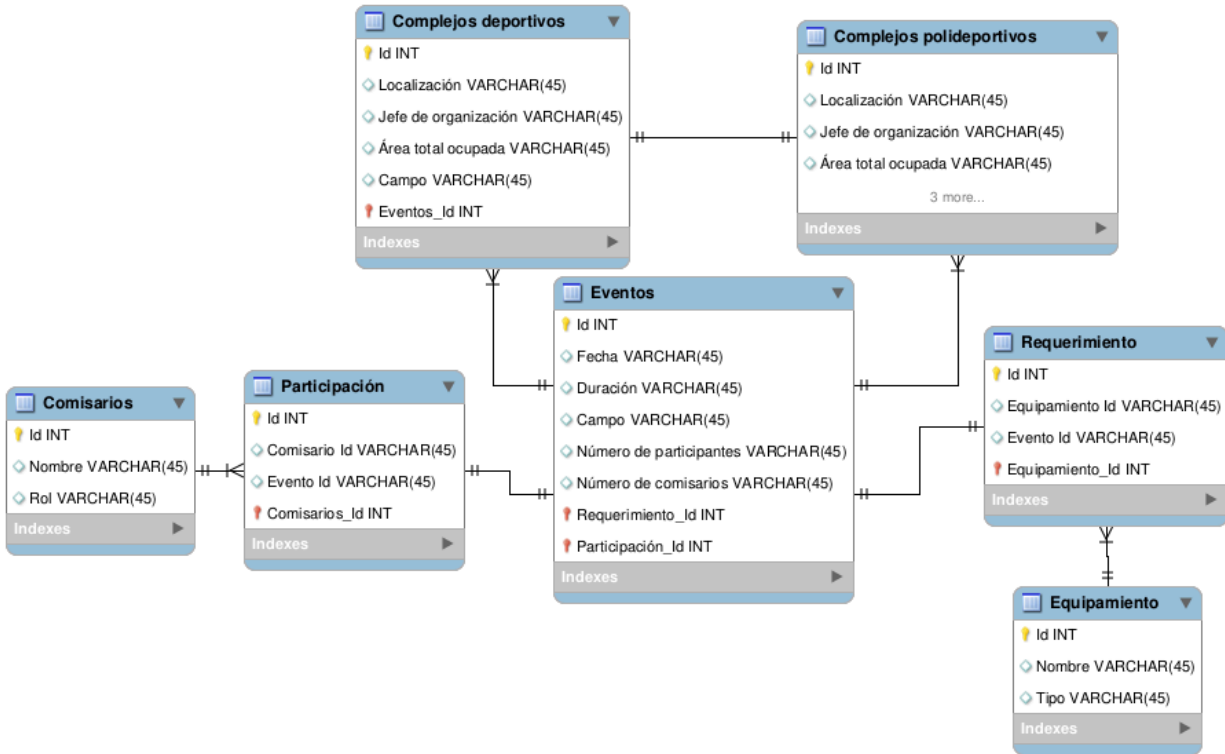 Complejos deportivos
Id INT
Localización VARCHAR(45)
Jefe de organización VARCHAR(45)
Área total ocupada VARCHAR(45)
Campo VARCHAR(45)
Eventos_Id INT
Indexes
Complejos polideportivos
Id INT
Localización VARCHAR(45)
Jefe de organización VARCHAR(45)
Área total ocupada VARCHAR(45)
3 more...
Indexes
Eventos
Id INT
Fecha VARCHAR(45)
Duración VARCHAR(45)
Campo VARCHAR(45)
Número de participantes VARCHAR(45)
Número de comisarios VARCHAR(45)
Requerimiento_Id INT
Participación_Id INT
Indexes
Requerimiento
Id INT
Equipamiento Id VARCHAR(45)
Evento Id VARCHAR(45)
Equipamiento_Id INT
Indexes
Participación
Id INT
Comisario Id VARCHAR(45)
Evento Id VARCHAR(45)
Comisarios_Id INT
Indexes
Comisarios
Id INT
Nombre VARCHAR(45)
Rol VARCHAR(45)
Indexes
Equipamiento
Id INT
Nombre VARCHAR(45)
Tipo VARCHAR(45)
Indexes